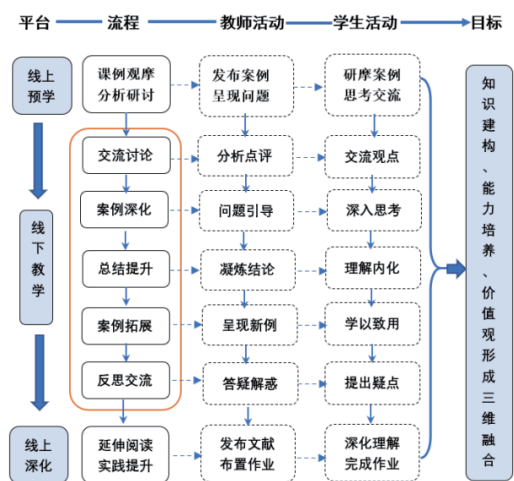 平台 流程 教师活动 学生活动 目标
线上
预学
课例观摩
分析研讨
发布案例
呈现问题
研摩案例
思考交流
交流讨论
分析点评
交流观点
线下教学
案例深化
问题引导
深入思考
总结提升
凝炼结论
理解内化
案例拓展
呈现新例
学以致用
反思交流
答疑解惑
提出疑点
线上
深化
延伸阅读
实践提升
发布文献
布置作业
深化理解
完成作业
知识建构、能力培养、价值观形成三维融合